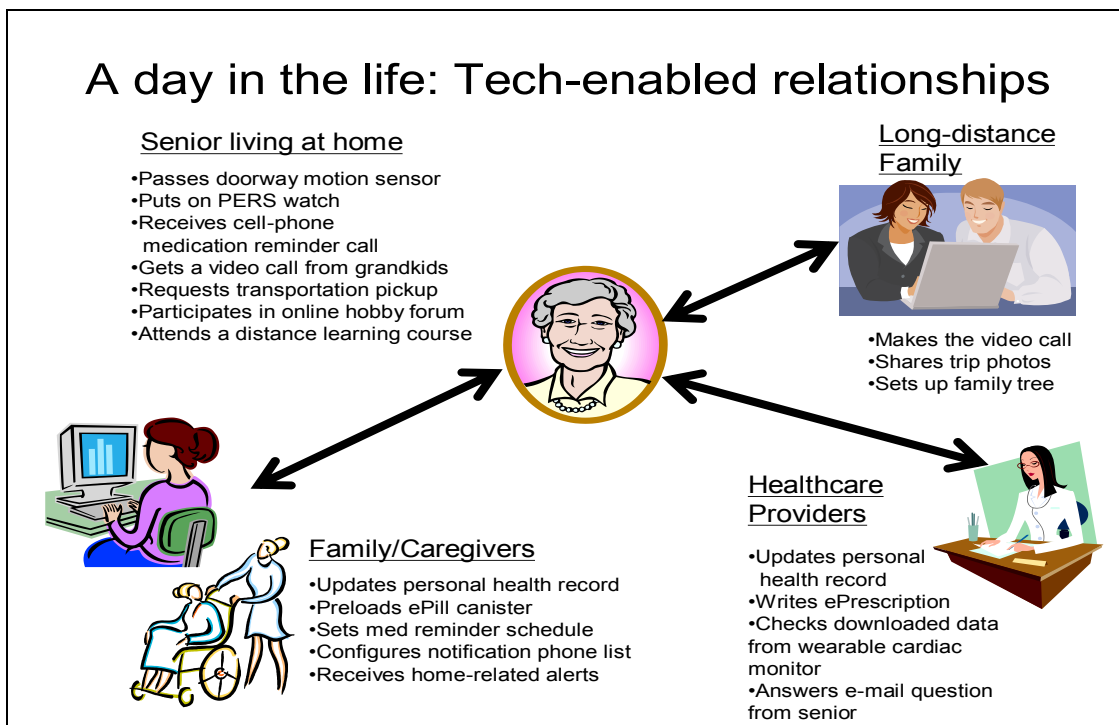 A day in the life: Tech-enabled relationships
Senior living at home
•Passes doorway motion sensor
•Puts on PERS watch
•Receives cell-phone
medication reminder call
•Gets a video call from grandkids
•Requests transportation pickup
•Participates in online hobby forum
•Attends a distance learning course
Long-distance
Family
•Makes the video call
•Shares trip photos
•Sets up family tree
Family/Caregivers
•Updates personal health record
•Preloads ePill canister
•Sets med reminder schedule
•Configures notification phone list
•Receives home-related alerts
Healthcare
Providers
•Updates personal
health record
•Writes ePrescription
•Checks downloaded data
from wearable cardiac
monitor
•Answers e-mail question
from senior